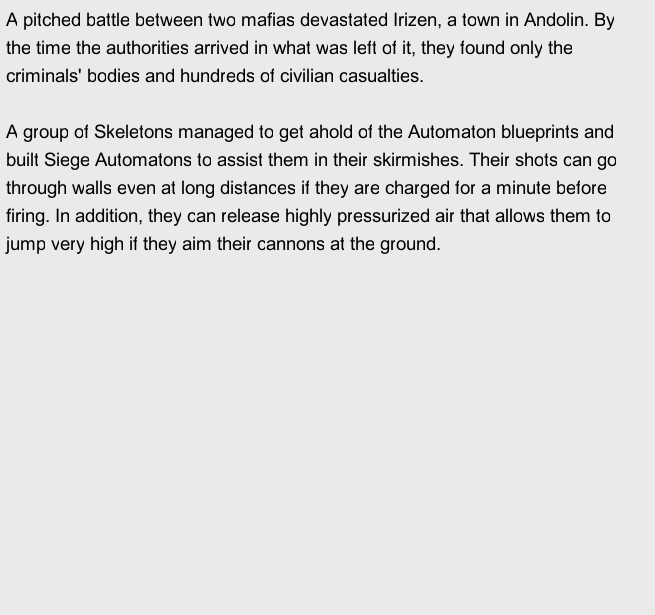 A pitched battle between two mafias devastated Irizen, a town in Andolin. By
the time the authorities arrived in what was left of it, they found only the
criminals' bodies and hundreds of civilian casualties.

A group of Skeletons managed to get ahold of the Automaton blueprints and
built Siege Automatons to assist them in their skirmishes. Their shots can go
through walls even at long distances if they are charged for a minute before
firing. In addition, they can release highly pressurized air that allows them to
jump very high if they aim their cannons at the ground.